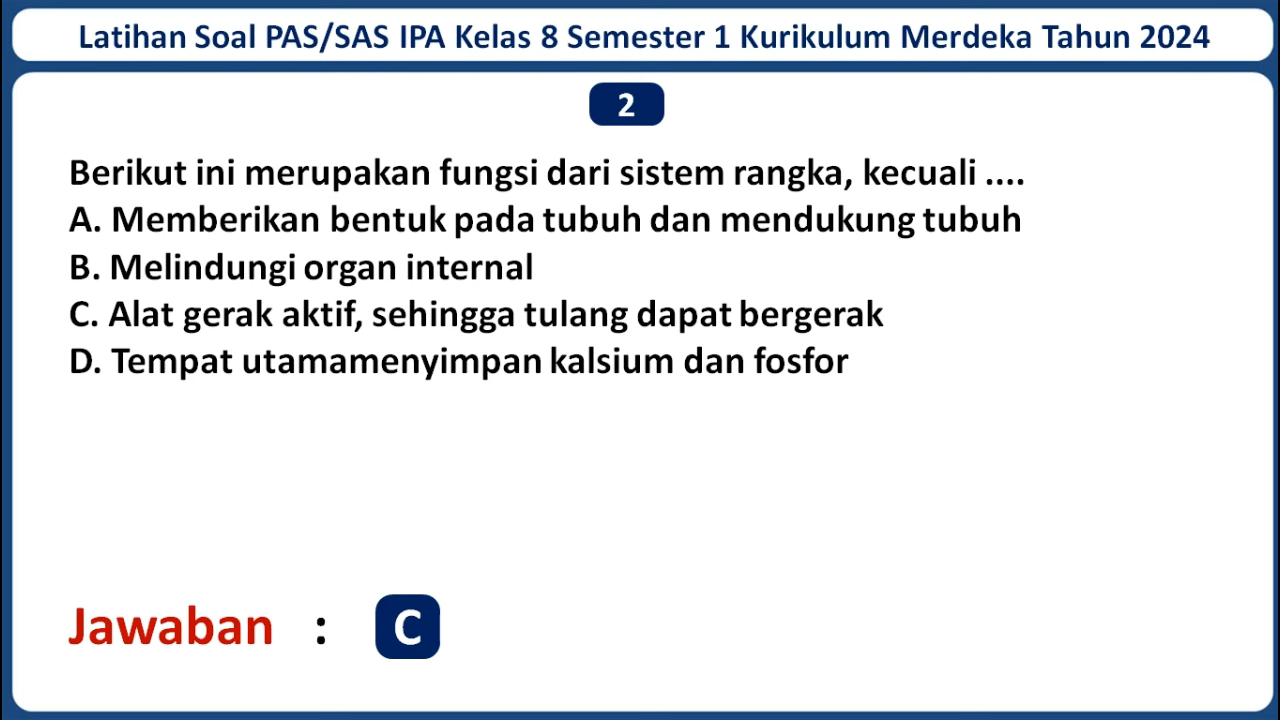 Latihan Soal PAS/SAS IPA Kelas 8 Semester 1 Kurikulum Merdeka Tahun 2024
2
Berikut ini merupakan fungsi dari sistem rangka, kecuali ....
A. Memberikan bentuk pada tubuh dan mendukung tubuh
B. Melindungi organ internal
C. Alat gerak aktif, sehingga tulang dapat bergerak
D. Tempat utamamenyimpan kalsium dan fosfor
Jawaban : C